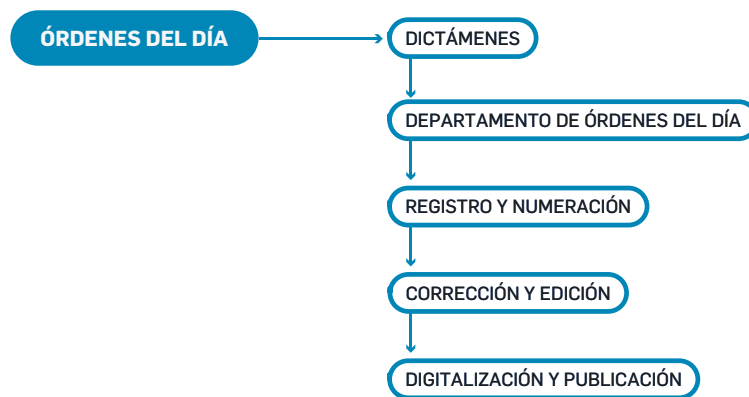 ÓRDENES DEL DÍA
DICTÁMENES
DEPARTAMENTO DE ÓRDENES DEL DÍA
REGISTRO Y NUMERACIÓN
CORRECCIÓN Y EDICIÓN
DIGITALIZACIÓN Y PUBLICACIÓN